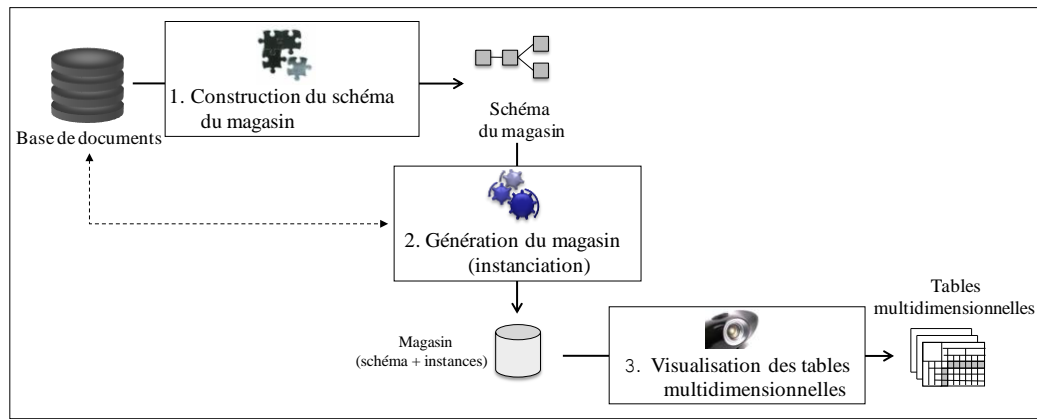 Base de documents
1. Construction du schéma
du magasin
Schéma
du magasin
2. Génération du magasin
(instanciation)
Magasin
(schéma + instances)
3. Visualisation des tables
multidimensionnelles
Tables
multidimensionnelles